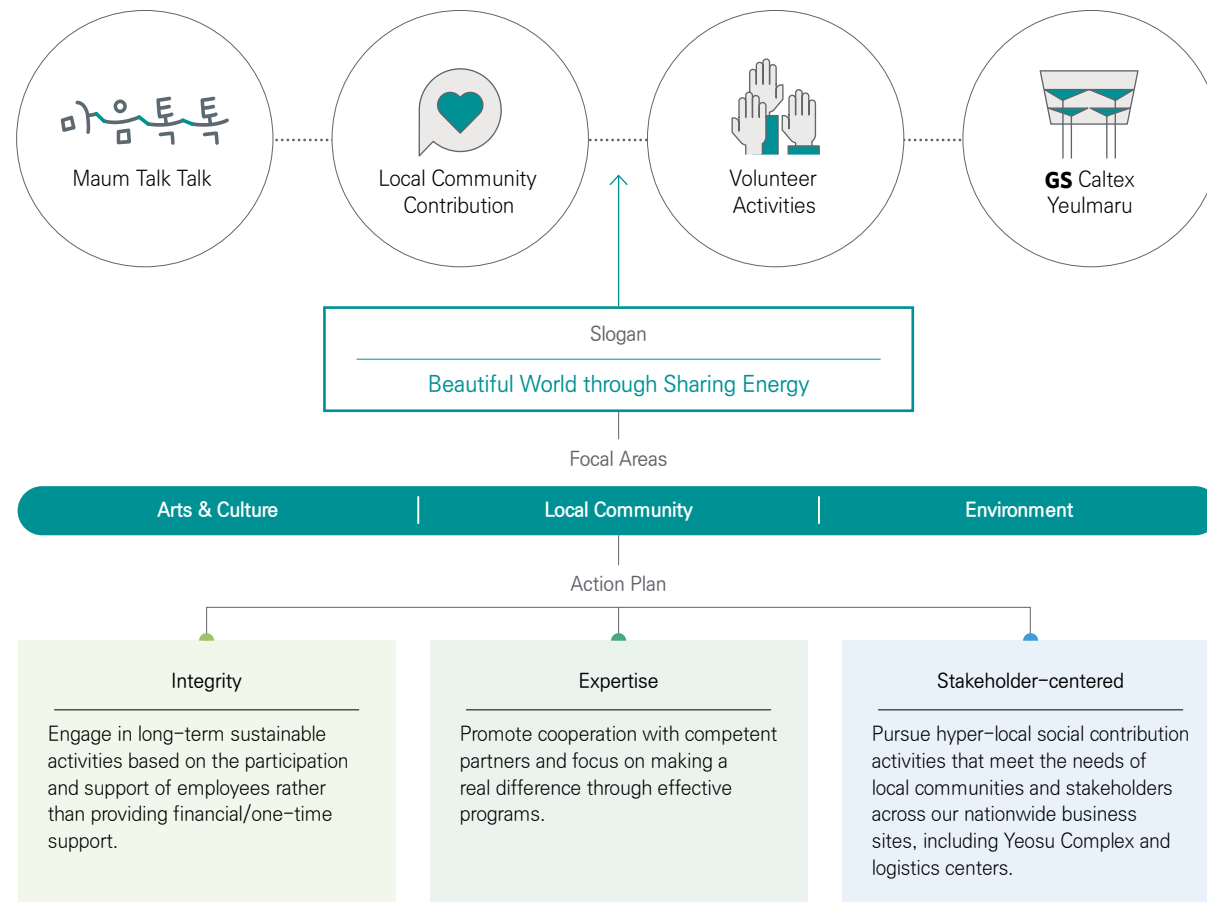 마음톡톡
Maum Talk Talk
Local Community
Contribution
Volunteer
Activities
GS Caltex
Yeulmaru
Slogan
Beautiful World through Sharing Energy
Focal Areas
Arts & Culture
Local Community
Environment
Action Plan
Integrity
Engage in long-term sustainable
activities based on the participation
and support of employees rather
than providing financial/one-time
support.
Expertise
Promote cooperation with competent
partners and focus on making a
real difference through effective
programs.
Stakeholder-centered
Pursue hyper-local social contribution
activities that meet the needs of
local communities and stakeholders
across our nationwide business
sites, including Yeosu Complex and
logistics centers.